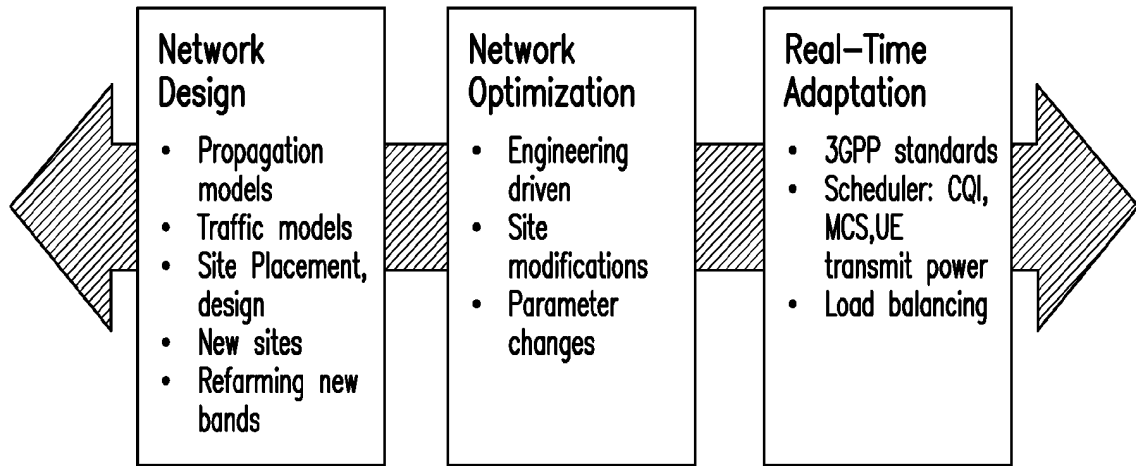 Network
Design
• Propagation
models
• Traffic models
• Site Placement,
design
• New sites
• Refarming new
bands
Network
Optimization
• Engineering
driven
• Site
modifications
• Parameter
changes
Real-Time
Adaptation
• 3GPP standards
• Scheduler: CQI,
MCS,UE
transmit power
• Load balancing